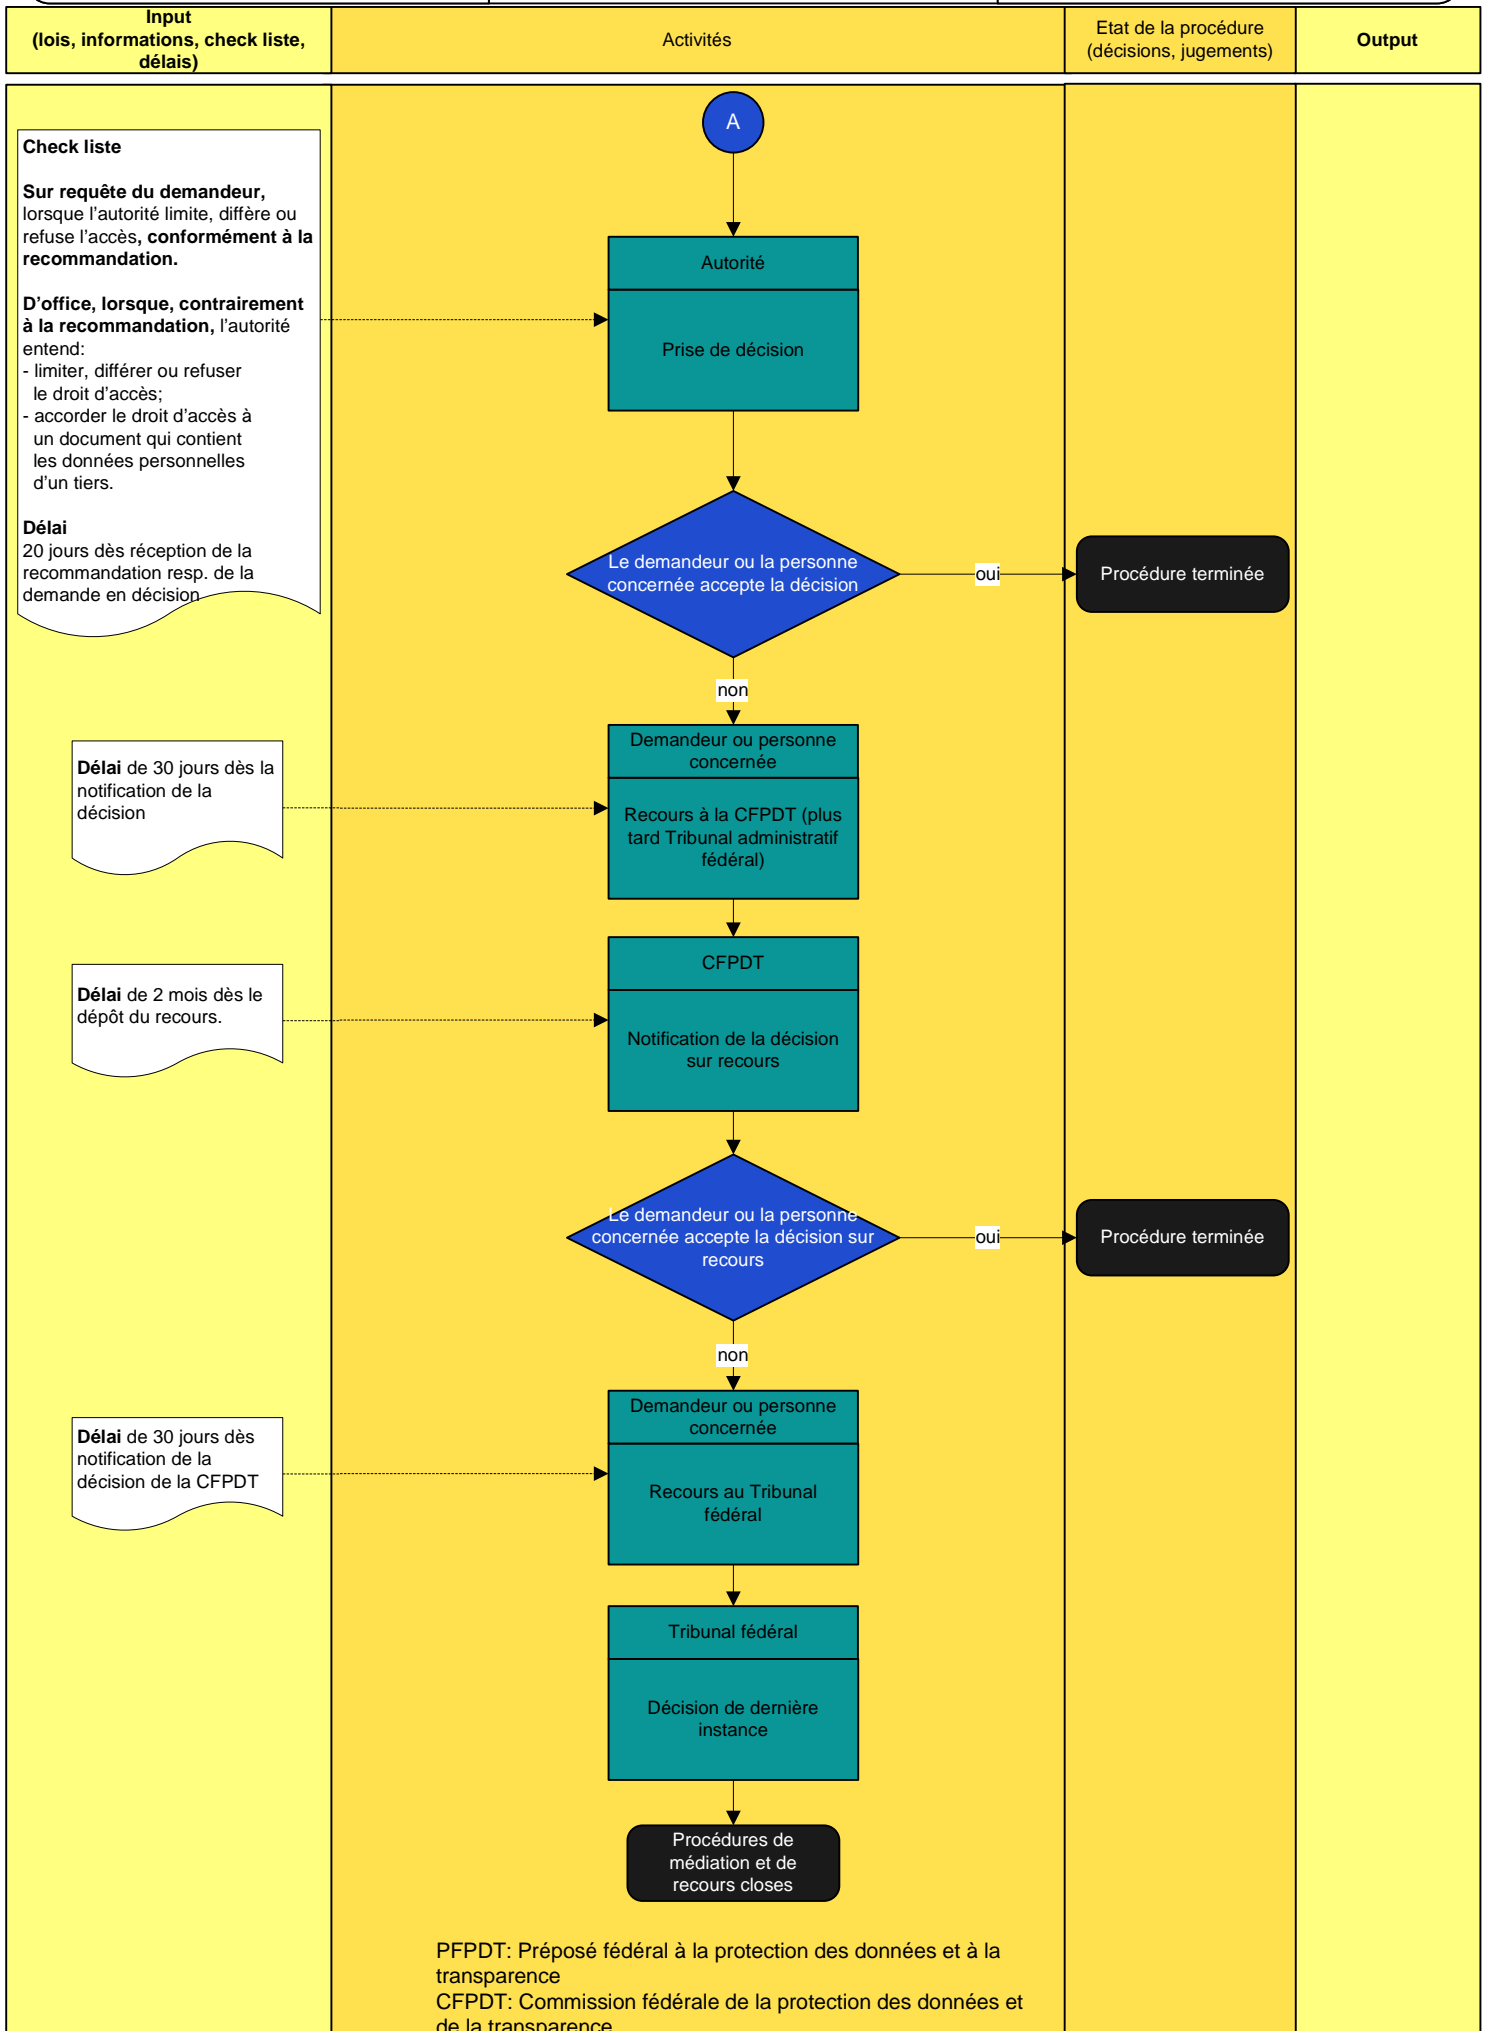 Input
(lois, informations, check liste,
délais)
Activités
Etat de la procédure
(décisions, jugements)
Output
A
Check liste
Sur requête du demandeur,
lorsque l'autorité limite, diffère ou
refuse l'accès, conformément à la
recommandation.
D'office, lorsque, contrairement
à la recommandation, l'autorité
entend:
- limiter, différer ou refuser
le droit d'accès;
- accorder le droit d'accès à
un document qui contient
les données personnelles
d'un tiers.
Délai
20 jours dès réception de la
recommandation resp. de la
demande en décision
Autorité
Prise de décision
Le demandeur ou la personne
concernée accepte la décision
oui
Procédure terminée
non
Délai de 30 jours dès la
notification de la
décision
Demandeur ou personne
concernée
Recours à la CFPDT (plus
tard Tribunal administratif
fédéral)
Délai de 2 mois dès le
dépôt du recours.
CFPDT
Notification de la décision
sur recours
Le demandeur ou la personne
concernée accepte la décision sur
recours
oui
Procédure terminée
non
Délai de 30 jours dès
notification de la
décision de la CFPDT
Demandeur ou personne
concernée
Recours au Tribunal
fédéral
Tribunal fédéral
Décision de dernière
instance
Procédures de
médiation et de
recours closes
PFPDT: Préposé fédéral à la protection des données et à la
transparence
CFPDT: Commission fédérale de la protection des données et
de la transparence